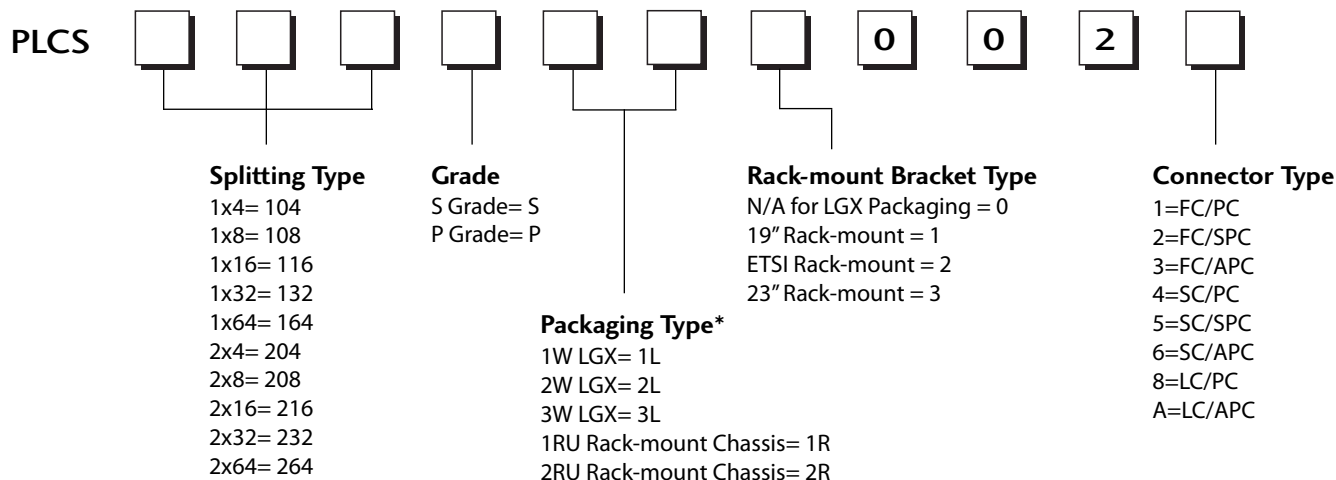 PLCS 0 0 2
Splitting Type
1x4= 104
1x8= 108
1x16= 116
1x32= 132
1x64= 164
2x4= 204
2x8= 208
2x16= 216
2x32= 232
2x64= 264
Grade
S Grade= S
P Grade= P
Packaging Type*
1W LGX= 1L
2W LGX= 2L
3W LGX= 3L
1RU Rack-mount Chassis= 1R
2RU Rack-mount Chassis= 2R
Rack-mount Bracket Type
N/A for LGX Packaging = 0
19” Rack-mount = 1
ETSI Rack-mount = 2
23” Rack-mount = 3
Connector Type
1=FC/PC
2=FC/SPC
3=FC/APC
4=SC/PC
5=SC/SPC
6=SC/APC
8=LC/PC
A=LC/APC